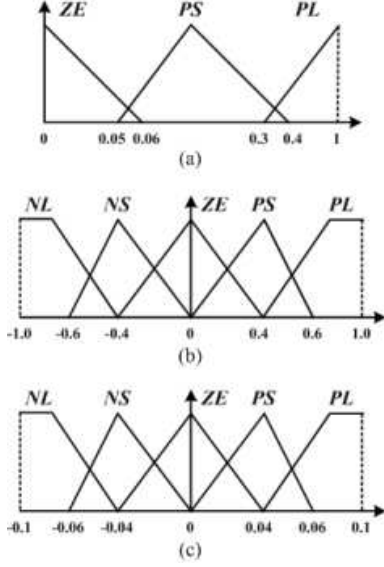 ZE PS PL
0 0.05 0.06 0.3 0.4 1
(a)
NL NS ZE PS PL
-1.0 -0.6 -0.4 0 0.4 0.6 1.0
(b)
NL NS ZE PS PL
-0.1 -0.06 -0.04 0 0.04 0.06 0.1
(c)